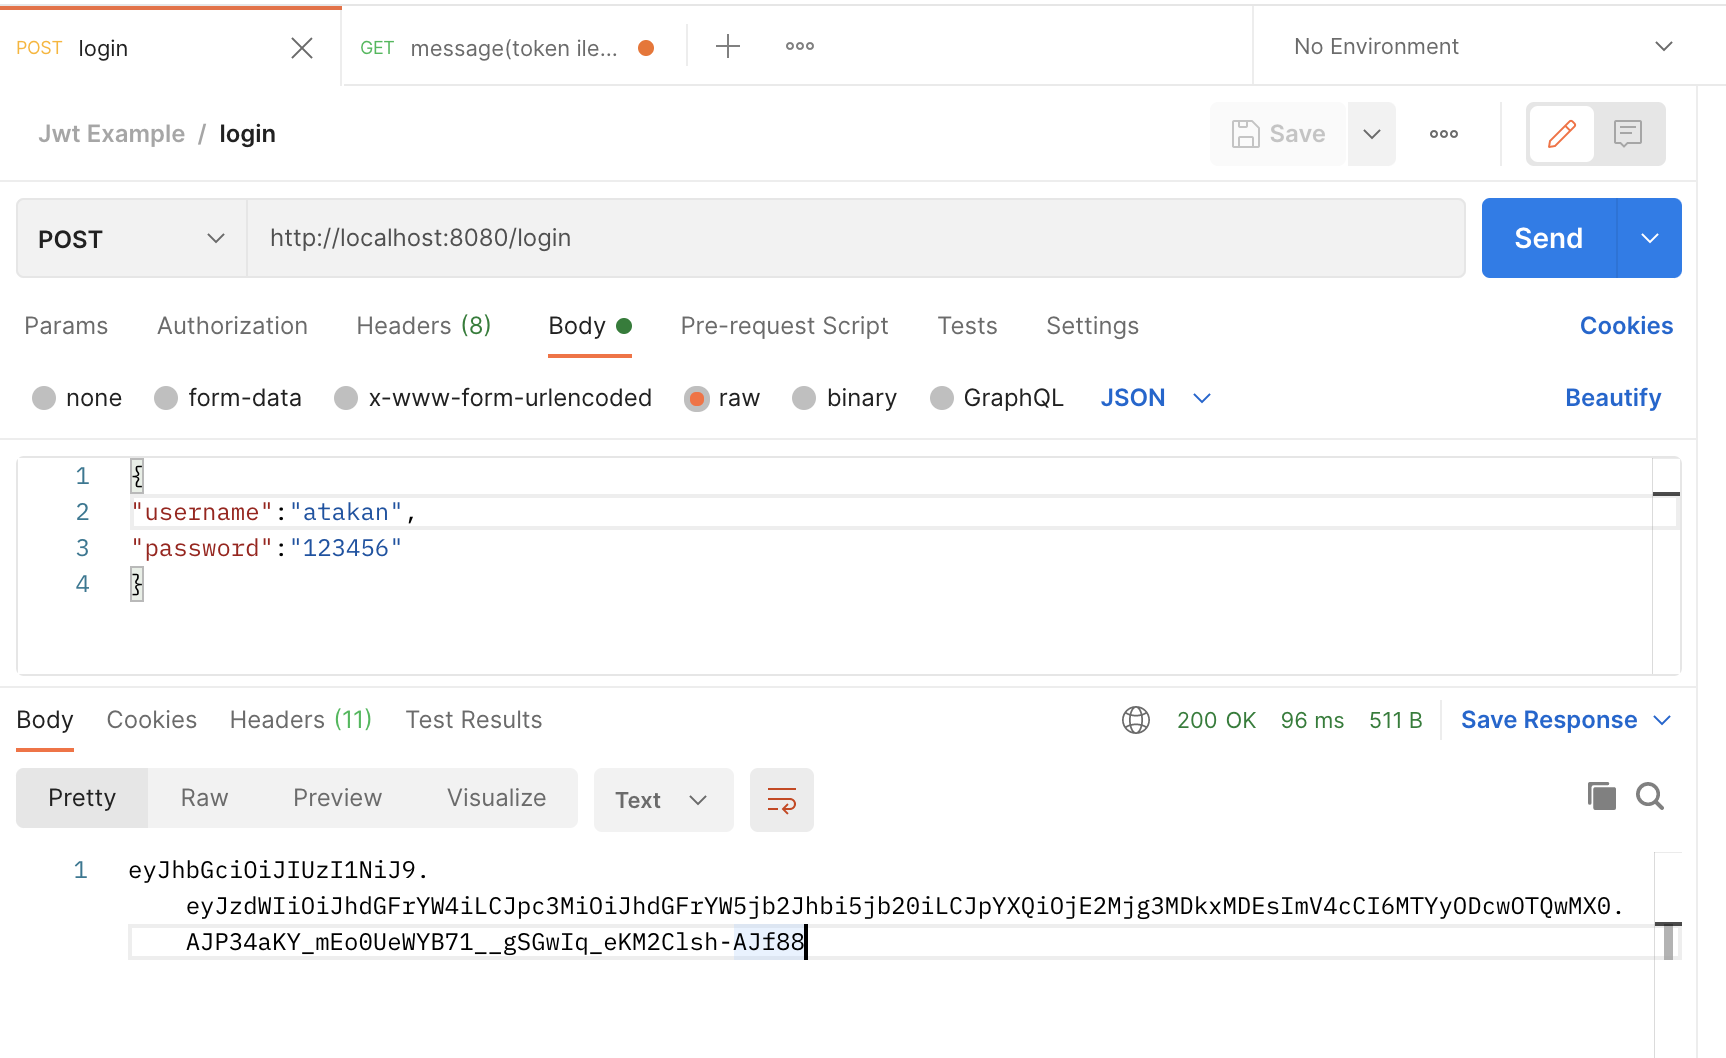 POST login
GET message(token ile...
No Environment
Jwt Example / login
Save
POST
http://localhost:8080/login
Send
Params Authorization Headers (8) Body Pre-request Script Tests Settings Cookies
none form-data x-www-form-urlencoded raw binary GraphQL JSON Beautify
1 {
2 "username":"atakan",
3 "password":"123456"
4 }
Body Cookies Headers (11) Test Results 200 OK 96 ms 511 B Save Response
Pretty Raw Preview Visualize Text
1 eyJhbGciOiJIUzI1NiJ9.
eyJzdWIiOiJhdGFrYW4iLCJpc3MiOiJhdGFrYW5jb2Jhbi5jb20iLCJpYXQiOjE2Mjg3MDkxMDEsImV4cCI6MTYyODcwOTQwMX0.
AJP34aKY_mEo0UeWYB71__gSGwIq_eKM2Clsh-AJf88